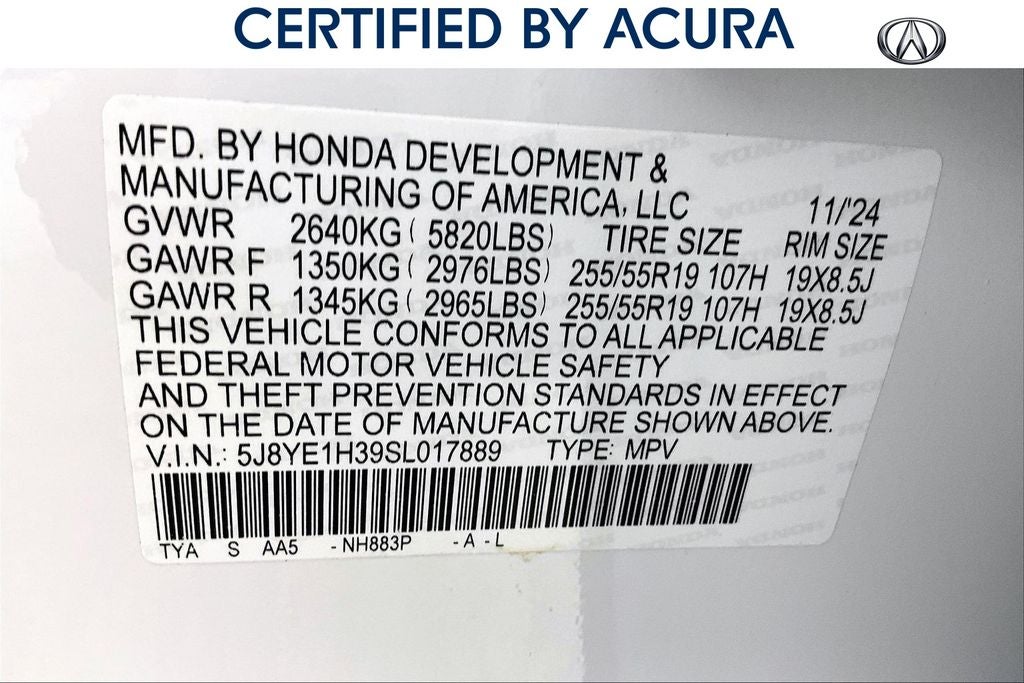 CERTIFIED BY ACURA
MFD. BY HONDA DEVELOPMENT &
MANUFACTURING OF AMERICA, LLC 11/'24
GVWR 2640KG ( 5820LBS) TIRE SIZE RIM SIZE
GAWR F 1350KG ( 2976LBS) 255/55R19 107H 19X8.5J
GAWR R 1345KG ( 2965LBS) 255/55R19 107H 19X8.5J
THIS VEHICLE CONFORMS TO ALL APPLICABLE
FEDERAL MOTOR VEHICLE SAFETY
AND THEFT PREVENTION STANDARDS IN EFFECT
ON THE DATE OF MANUFACTURE SHOWN ABOVE.
V.I.N.: 5J8YE1H39SL017889 TYPE: MPV
TYA S AA5 -NH883P -A -L